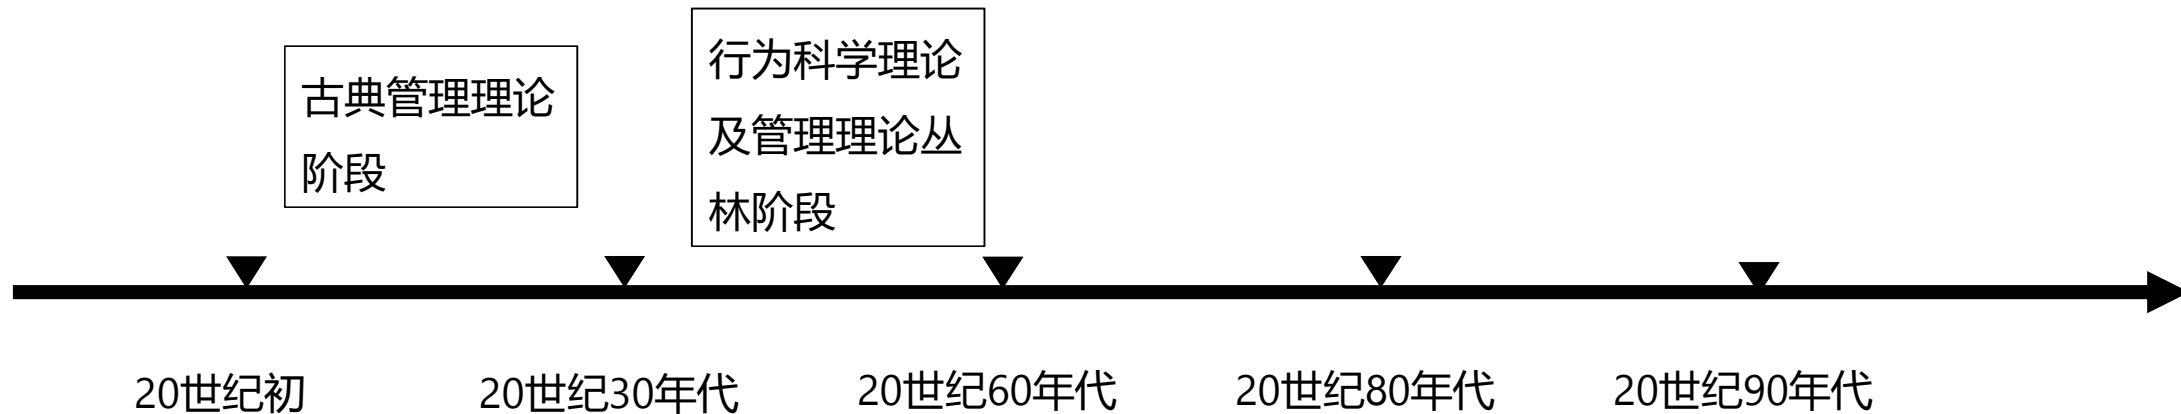 古典管理理论
阶段
行为科学理论
及管理理论丛
林阶段
20世纪初
20世纪30年代
20世纪60年代
20世纪80年代
20世纪90年代